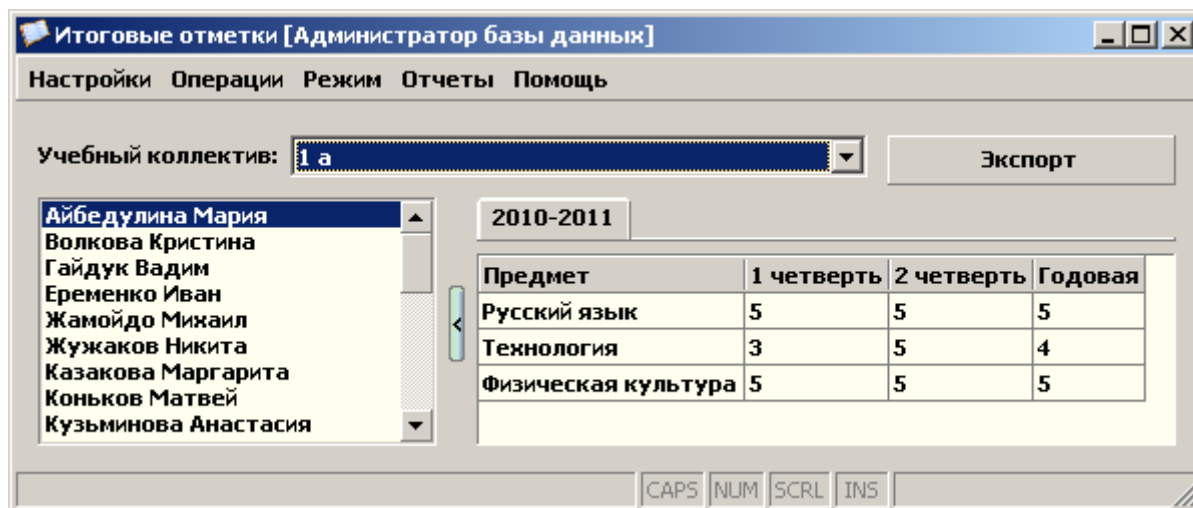 Итоговые отметки [Администратор базы данных]
Настройки Операции Режим Отчеты Помощь
Учебный коллектив: 1 а Экспорт
Айбедулина Мария
Волкова Кристина
Гайдук Вадим
Еременко Иван
Жамойдо Михаил
Жужаков Никита
Казакова Маргарита
Коньков Матвей
Кузьминова Анастасия
<
2010-2011
Предмет 1 четверть 2 четверть Годовая
Русский язык 5 5 5
Технология 3 5 4
Физическая культура 5 5 5
CAPS NUM SCRL INS